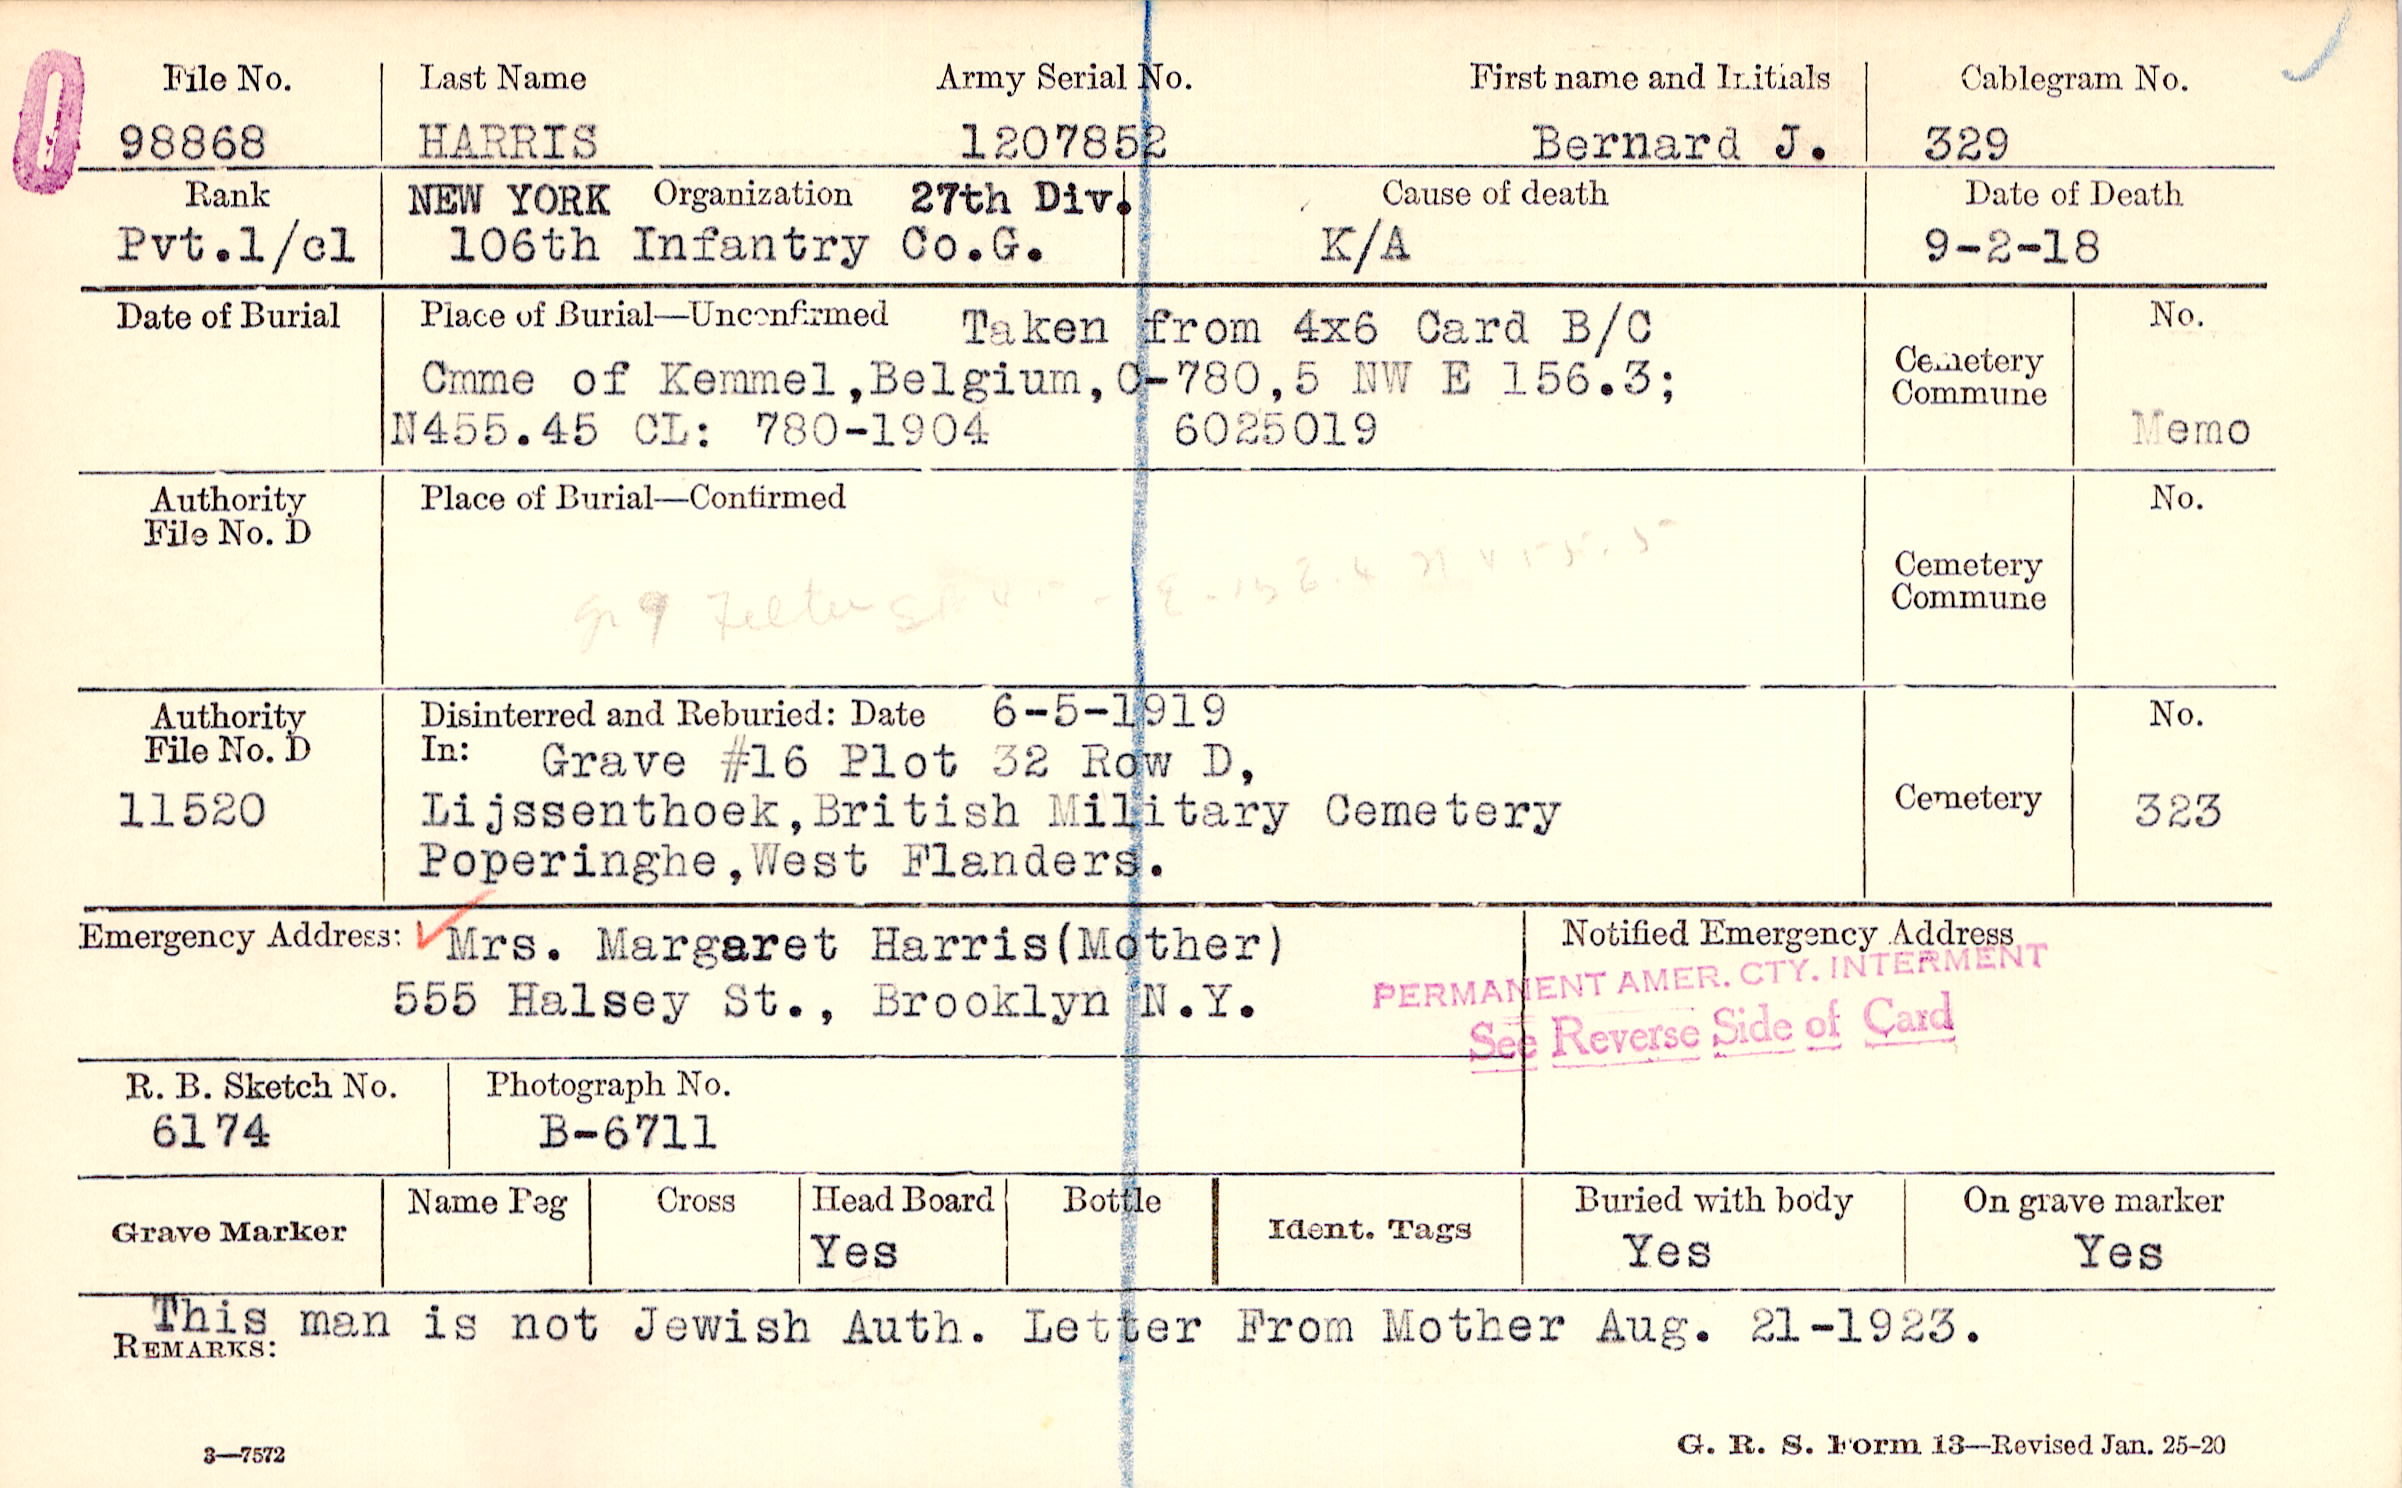 File No. Last Name Army Serial No. First name and Initials Cablegram No.
98868 HARRIS 1207852 Bernard J. 329
Rank NEW YORK Organization 27th Div. Cause of death Date of Death
Pvt.1/cl 106th Infantry Co.G. K/A 9-2-18
Date of Burial Place of Burial—Unconfirmed Taken from 4x6 Card B/C No.
Cmme of Kemmel,Belgium,C-780,5 NW E 156.3; Cemetery Commune
N455.45 CL: 780-1904 6025019 Memo
Authority File No. D Place of Burial—Confirmed No.
Cemetery Commune
Authority File No. D Disinterred and Reburied: Date 6-5-1919 No.
In: Grave #16 Plot 32 Row D,
11520 Lijssenthoek,British Military Cemetery Cemetery 323
Poperinghe,West Flanders.
Emergency Address: Mrs. Margaret Harris(Mother) Notified Emergency Address
555 Halsey St., Brooklyn N.Y.
PERMANENT AMER. CTY. INTERMENT
See Reverse Side of Card
R. B. Sketch No. Photograph No.
6174 B-6711
Grave Marker Name Peg Cross Head Board Bottle Ident. Tags Buried with body On grave marker
Yes Yes Yes
This man is not Jewish Auth. Letter From Mother Aug. 21-1923.
REMARKS:
3—7572 G. R. S. Form 13—Revised Jan. 25-20